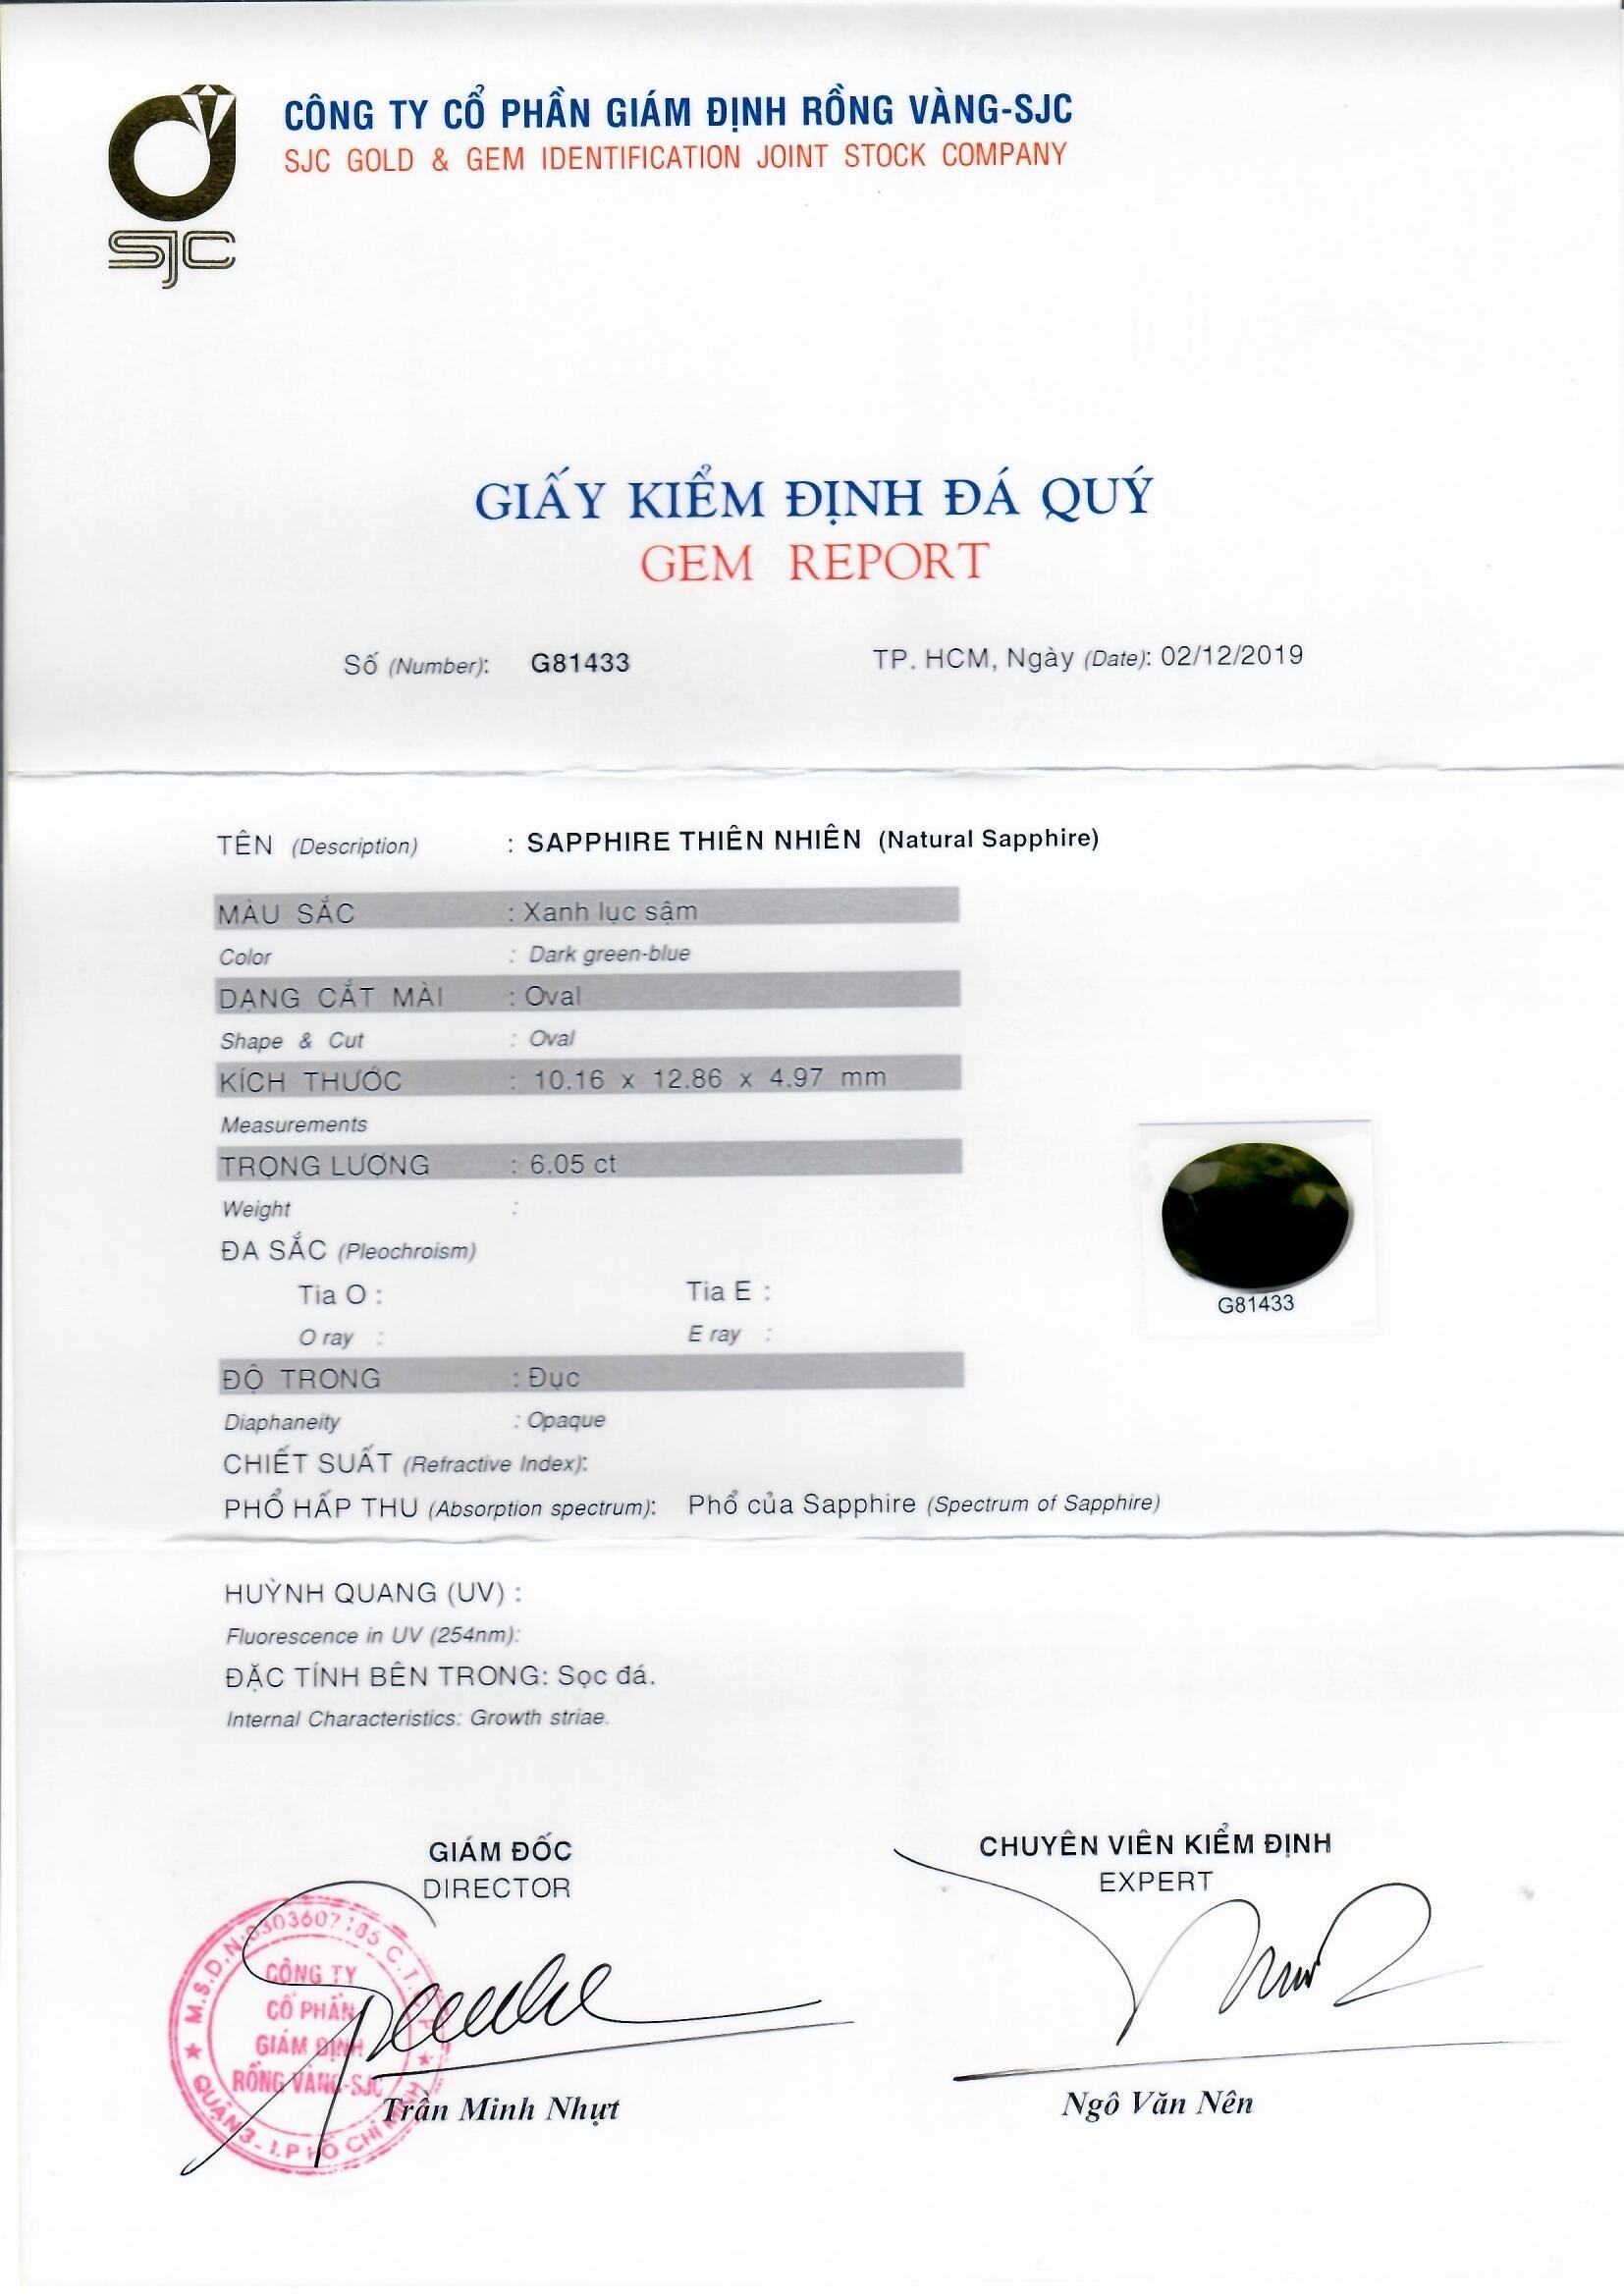 SJC
CÔNG TY CỔ PHẦN GIÁM ĐỊNH RỒNG VÀNG-SJC
SJC GOLD & GEM IDENTIFICATION JOINT STOCK COMPANY
GIẤY KIỂM ĐỊNH ĐÁ QUÝ
GEM REPORT
Số (Number): G81433 TP. HCM, Ngày (Date): 02/12/2019
TÊN (Description) : SAPPHIRE THIÊN NHIÊN (Natural Sapphire)
MÀU SẮC : Xanh lục sậm
Color : Dark green-blue
DẠNG CẮT MÀI : Oval
Shape & Cut : Oval
KÍCH THƯỚC : 10.16 x 12.86 x 4.97 mm
Measurements
TRỌNG LƯỢNG : 6.05 ct
Weight :
ĐA SẮC (Pleochroism)
Tia O : Tia E :
O ray : E ray :
G81433
ĐỘ TRONG : Đục
Diaphaneity : Opaque
CHIẾT SUẤT (Refractive Index):
PHỔ HẤP THU (Absorption spectrum): Phổ của Sapphire (Spectrum of Sapphire)
HUỲNH QUANG (UV) :
Fluorescence in UV (254nm):
ĐẶC TÍNH BÊN TRONG: Sọc đá.
Internal Characteristics: Growth striae.
GIÁM ĐỐC
DIRECTOR
CHUYÊN VIÊN KIỂM ĐỊNH
EXPERT
CÔNG TY
CỔ PHẦN
GIÁM ĐỊNH
RỒNG VÀNG-SJC
Trần Minh Nhựt
Ngô Văn Nên